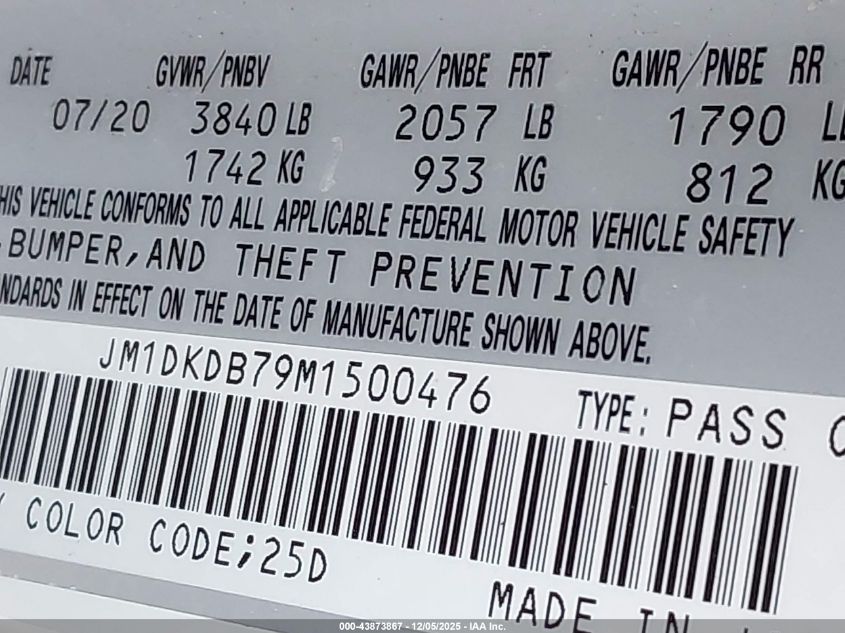 DATE GVWR/PNBV GAWR/PNBE FRT GAWR/PNBE RR
07/20 3840 LB 2057 LB 1790 LB
1742 KG 933 KG 812 KG
HIS VEHICLE CONFORMS TO ALL APPLICABLE FEDERAL MOTOR VEHICLE SAFETY
BUMPER, AND THEFT PREVENTION
NDARDS IN EFFECT ON THE DATE OF MANUFACTURE SHOWN ABOVE.
JM1DKDB79M1500476 TYPE: PASS
COLOR CODE;25D
MADE IN
000-43873867 - 12/05/2025 - IAA Inc.